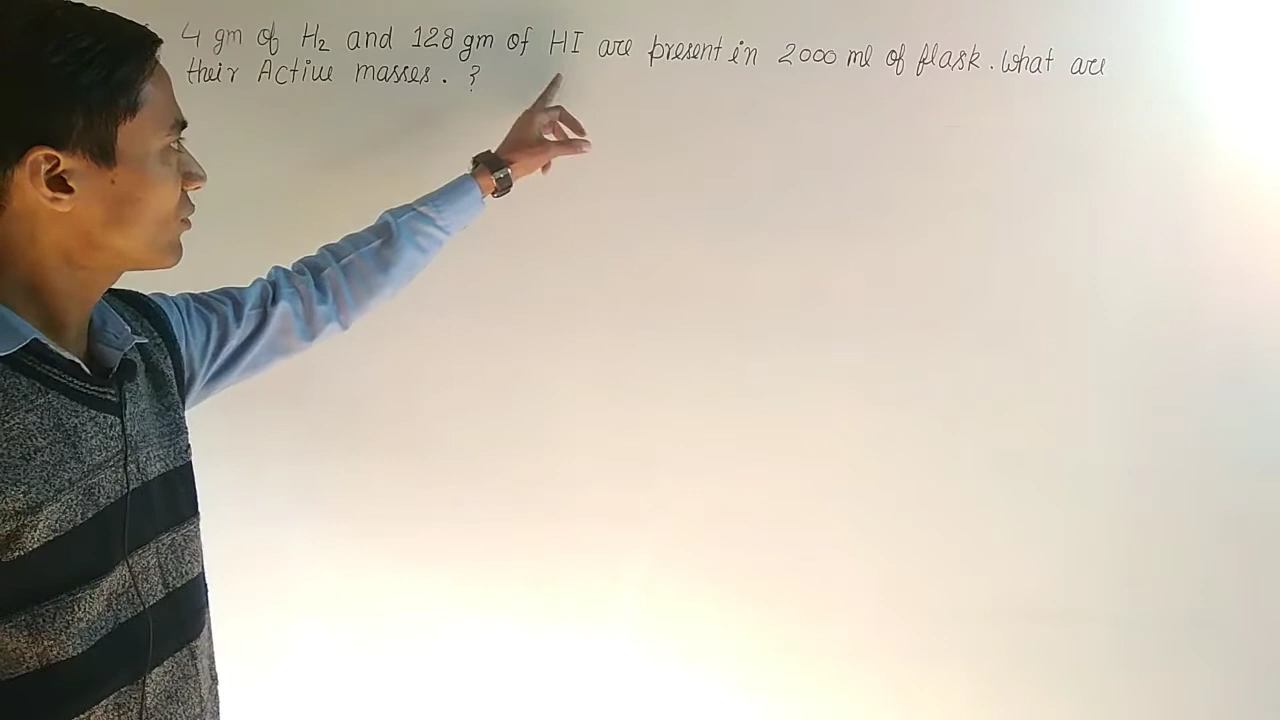 4 gm of H₂ and 128 gm of HI are present in 2000 ml of flask. What are
their Active masses. ?